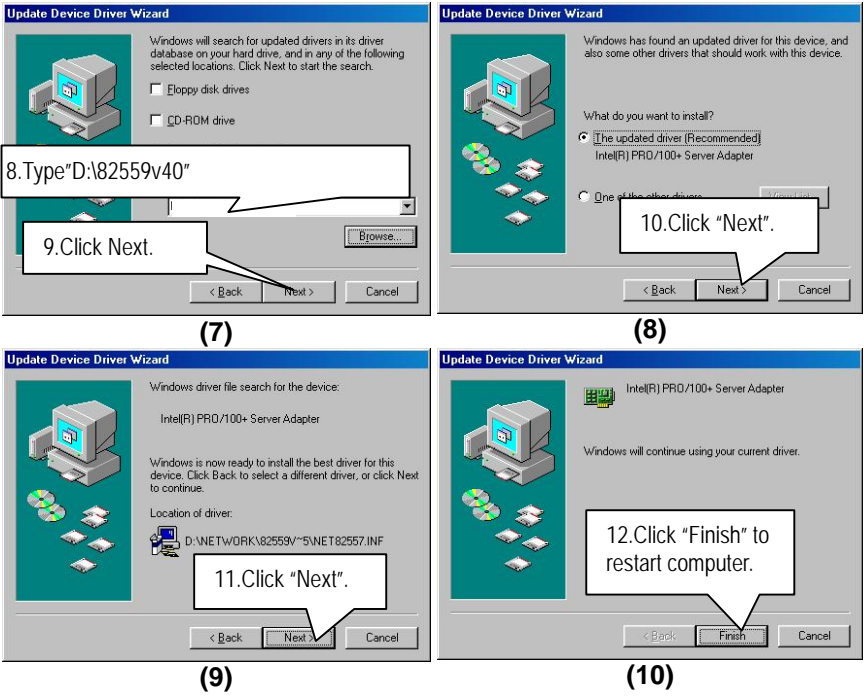 Update Device Driver Wizard
Windows will search for updated drivers in its driver
database on your hard drive, and in any of the following
selected locations. Click Next to start the search.
Floppy disk drives
CD-ROM drive
8.Type"D:\82559v40"
Browse...
9.Click Next.
< Back Next > Cancel
(7)
Update Device Driver Wizard
Windows has found an updated driver for this device, and
also some other drivers that should work with this device.
What do you want to install?
The updated driver (Recommended)
Intel(R) PRO/100+ Server Adapter
One of the other drivers
10.Click “Next”.
< Back Next > Cancel
(8)
Update Device Driver Wizard
Windows driver file search for the device:
Intel(R) PRO/100+ Server Adapter
Windows is now ready to install the best driver for this
device. Click Back to select a different driver, or click Next
to continue.
Location of driver:
D:\NETWORK\82559V~5\NET82557.INF
11.Click “Next”.
< Back Next > Cancel
(9)
Update Device Driver Wizard
Intel(R) PRO/100+ Server Adapter
Windows will continue using your current driver.
12.Click “Finish” to
restart computer.
< Back Finish Cancel
(10)